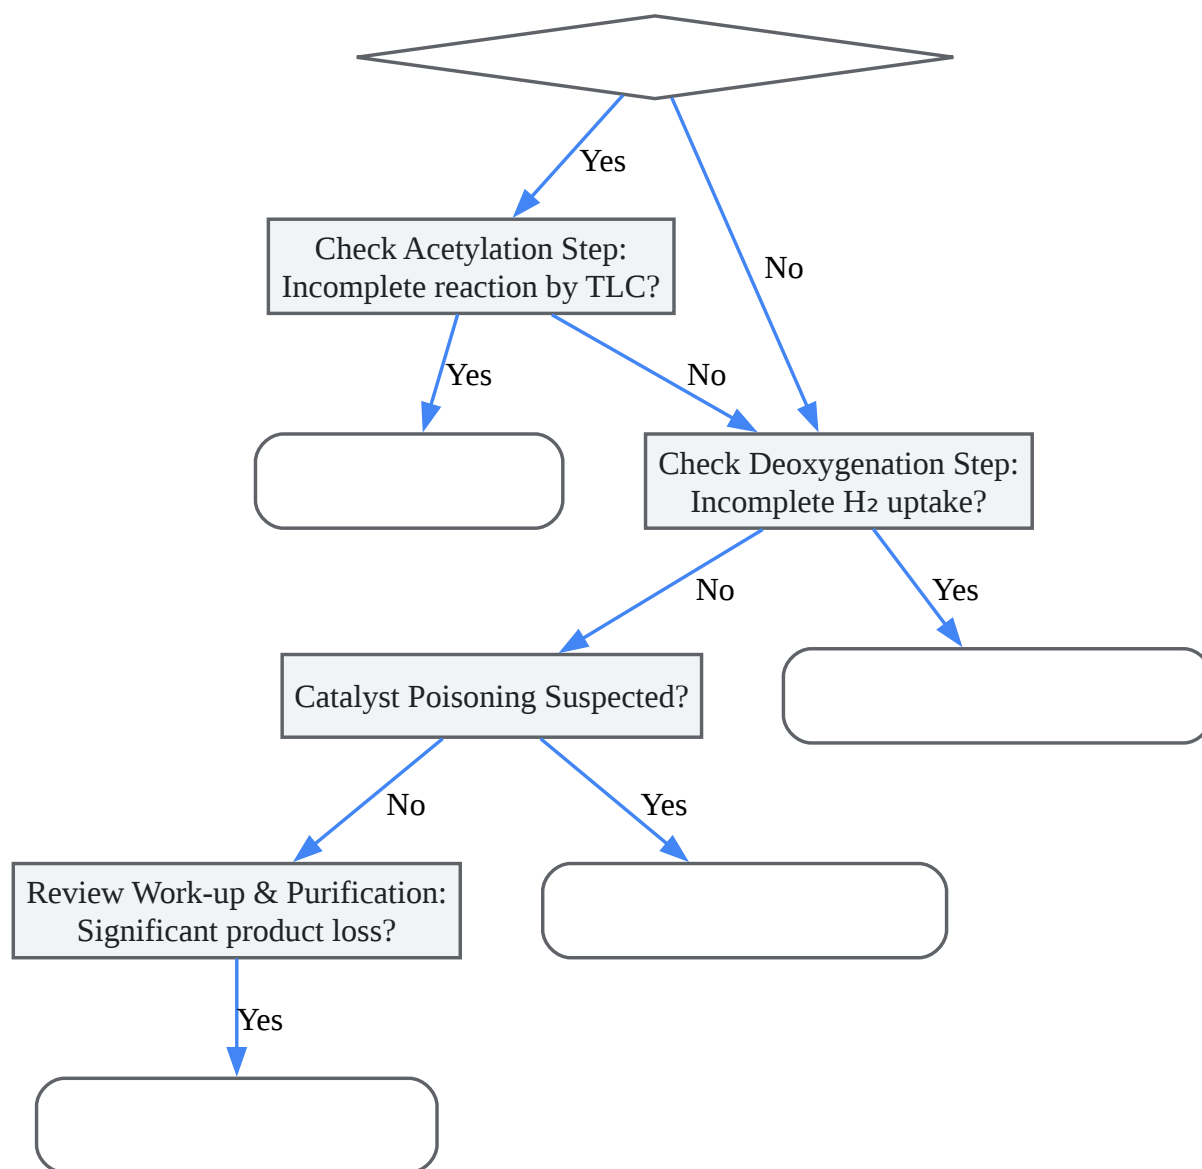 Yes
No
Check Acetylation Step:
Incomplete reaction by TLC?
Yes
No
Check Deoxygenation Step:
Incomplete H₂ uptake?
No
Yes
Catalyst Poisoning Suspected?
No
Yes
Review Work-up & Purification:
Significant product loss?
Yes